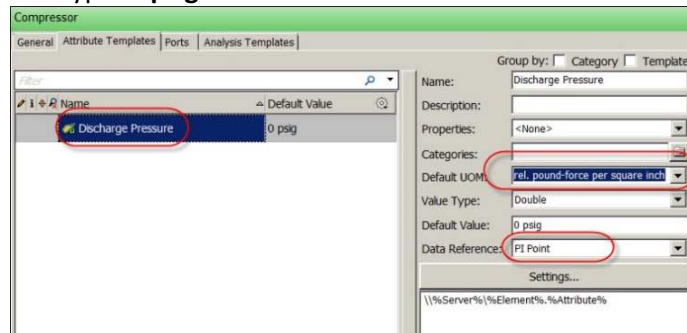 Compressor
General Attribute Templates Ports Analysis Templates
Group by: Category Template
Filter
Name Default Value
Discharge Pressure 0 psig
Name: Discharge Pressure
Description:
Properties: <None>
Categories:
Default UOM: rel. pound-force per square inch
Value Type: Double
Default Value: 0 psig
Data Reference: PI Point
Settings...
\\%Server%\%Element%.%Attribute%